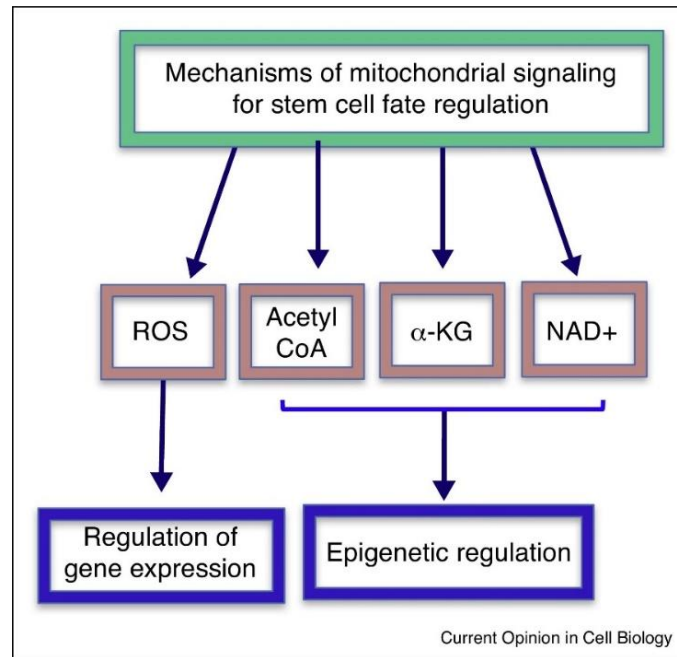 Mechanisms of mitochondrial signaling
for stem cell fate regulation
ROS
Acetyl
CoA
α-KG
NAD+
Regulation of
gene expression
Epigenetic regulation
Current Opinion in Cell Biology